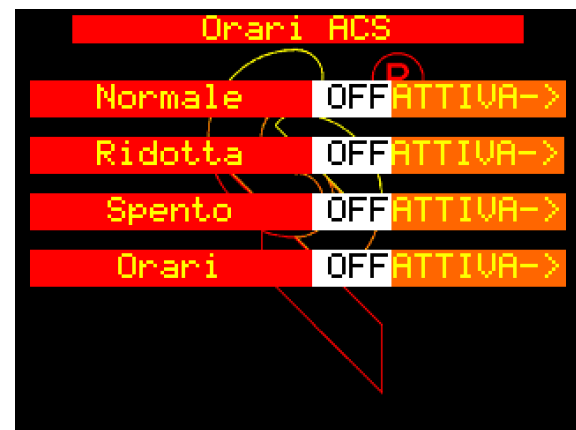 Orari ACS
®
Normale OFF ATTIVA->
Ridotta OFF ATTIVA->
Spento OFF ATTIVA->
Orari OFF ATTIVA->